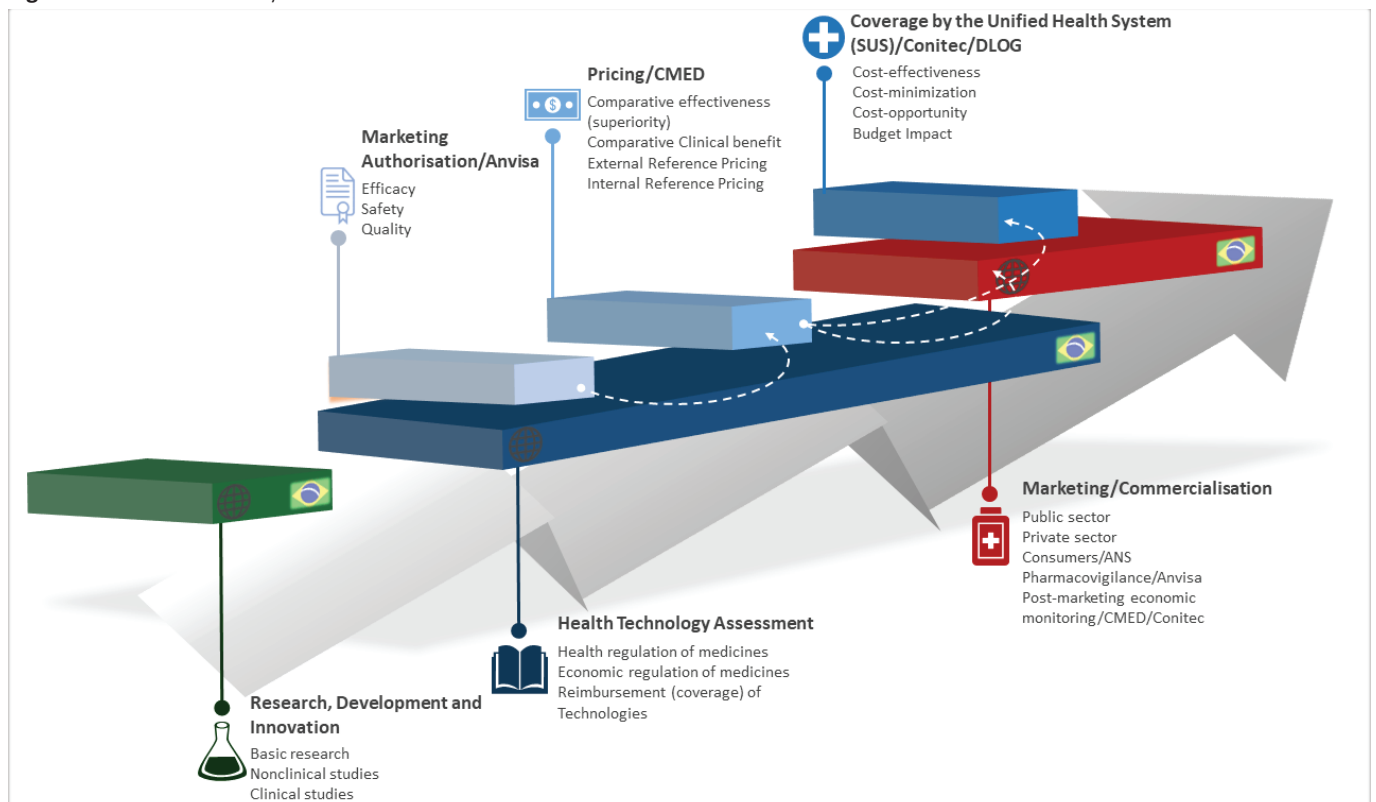 Coverage by the Unified Health System
(SUS)/Conitec/DLOG
Cost-effectiveness
Cost-minimization
Cost-opportunity
Budget Impact
Pricing/CMED
Comparative effectiveness
(superiority)
Comparative Clinical benefit
External Reference Pricing
Internal Reference Pricing
Marketing
Authorisation/Anvisa
Efficacy
Safety
Quality
Marketing/Commercialisation
Public sector
Private sector
Consumers/ANS
Pharmacovigilance/Anvisa
Post-marketing economic
monitoring/CMED/Conitec
Health Technology Assessment
Health regulation of medicines
Economic regulation of medicines
Reimbursement (coverage) of
Technologies
Research, Development and
Innovation
Basic research
Nonclinical studies
Clinical studies